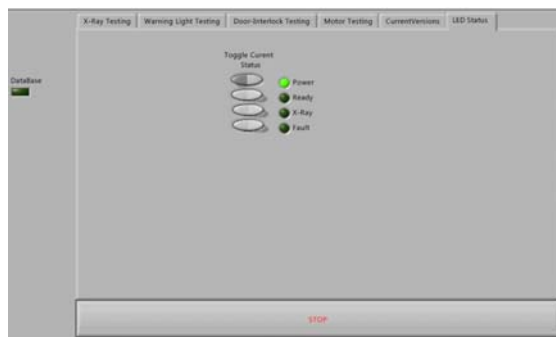 X-Ray Testing Warning Light Testing Door-Interlock Testing Motor Testing CurrentVersions LED Status
Toggle Curent
Status
DataBase
Power
Ready
X-Ray
Fault
STOP